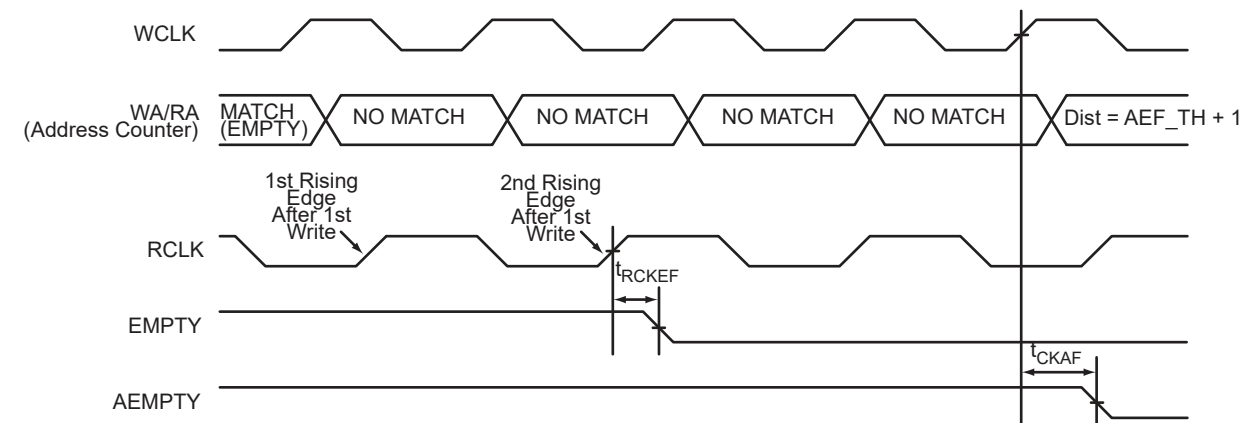 WCLK
WA/RA
(Address Counter)
MATCH
(EMPTY)
NO MATCH
NO MATCH
NO MATCH
NO MATCH
Dist = AEF_TH + 1
1st Rising
Edge
After 1st
Write
2nd Rising
Edge
After 1st
Write
RCLK
tRCKEF
EMPTY
tCKAF
AEMPTY